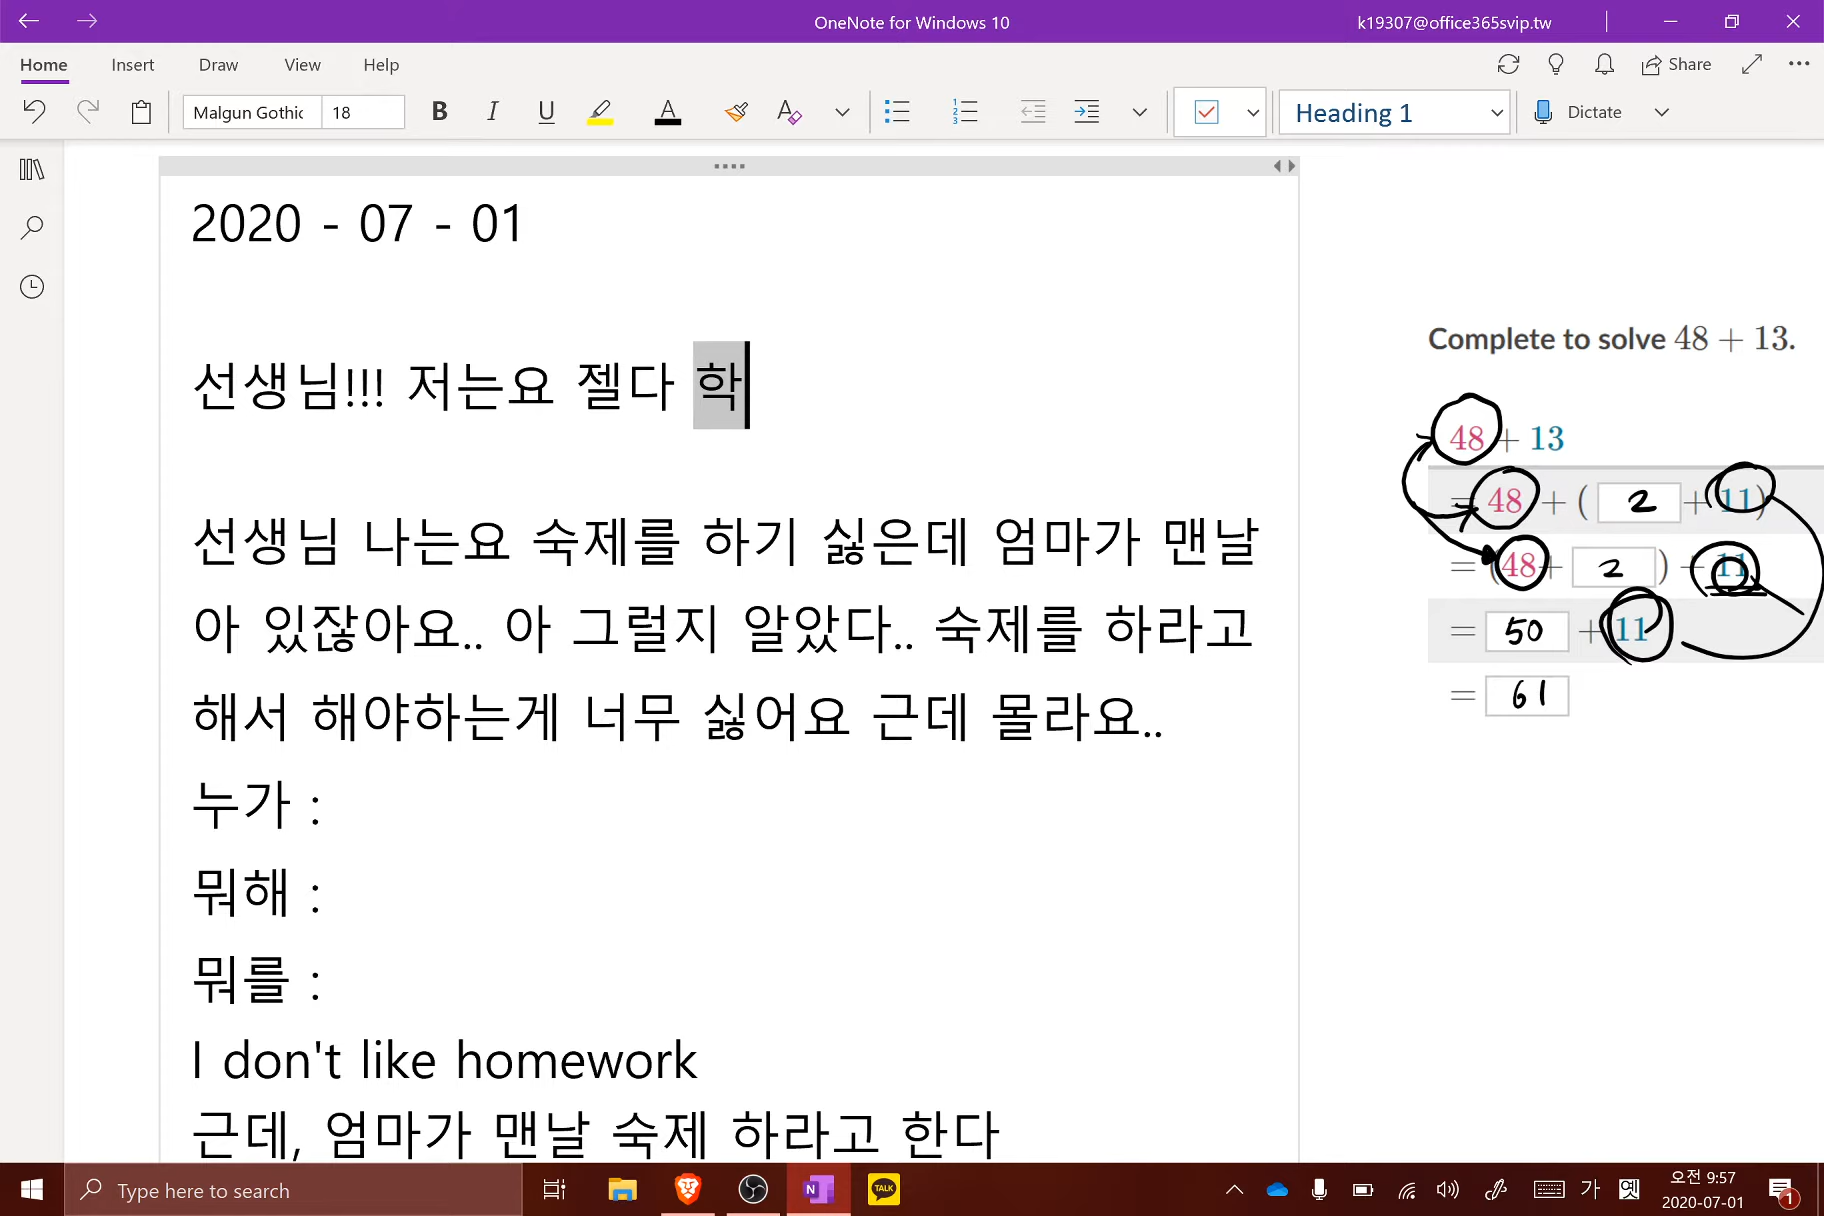 OneNote for Windows 10
k19307@office365svip.tw
Home Insert Draw View Help
Share
Malgun Gothic 18
B I U A A
Heading 1
Dictate
2020 - 07 - 01
선생님!!! 저는요 젤다 학
선생님 나는요 숙제를 하기 싫은데 엄마가 맨날
아 있잖아요.. 아 그럴지 알았다.. 숙제를 하라고
해서 해야하는게 너무 싫어요 근데 몰라요..
누가 :
뭐해 :
뭐를 :
I don't like homework
근데, 엄마가 맨날 숙제 하라고 한다
Complete to solve 48 + 13.
48 + 13
= 48 + ( 2 + 11)
= (48 + 2 ) + 11
= 50 + 11
= 61
Type here to search
N
TALK
가
옛
오전 9:57
2020-07-01
1